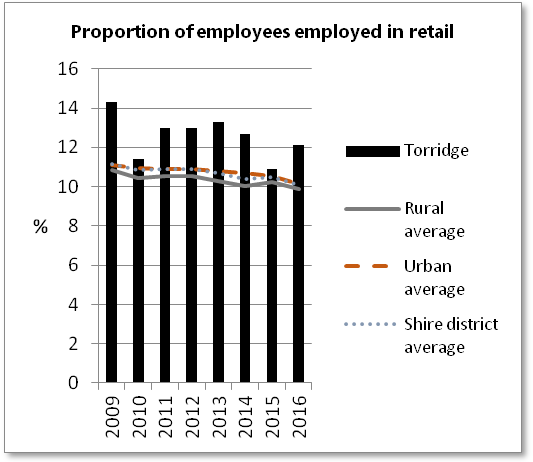 Proportion of employees employed in retail
16
14
12
10
8
6
4
2
0
%
2009
2010
2011
2012
2013
2014
2015
2016
Torridge
Rural
average
Urban
average
Shire district
average